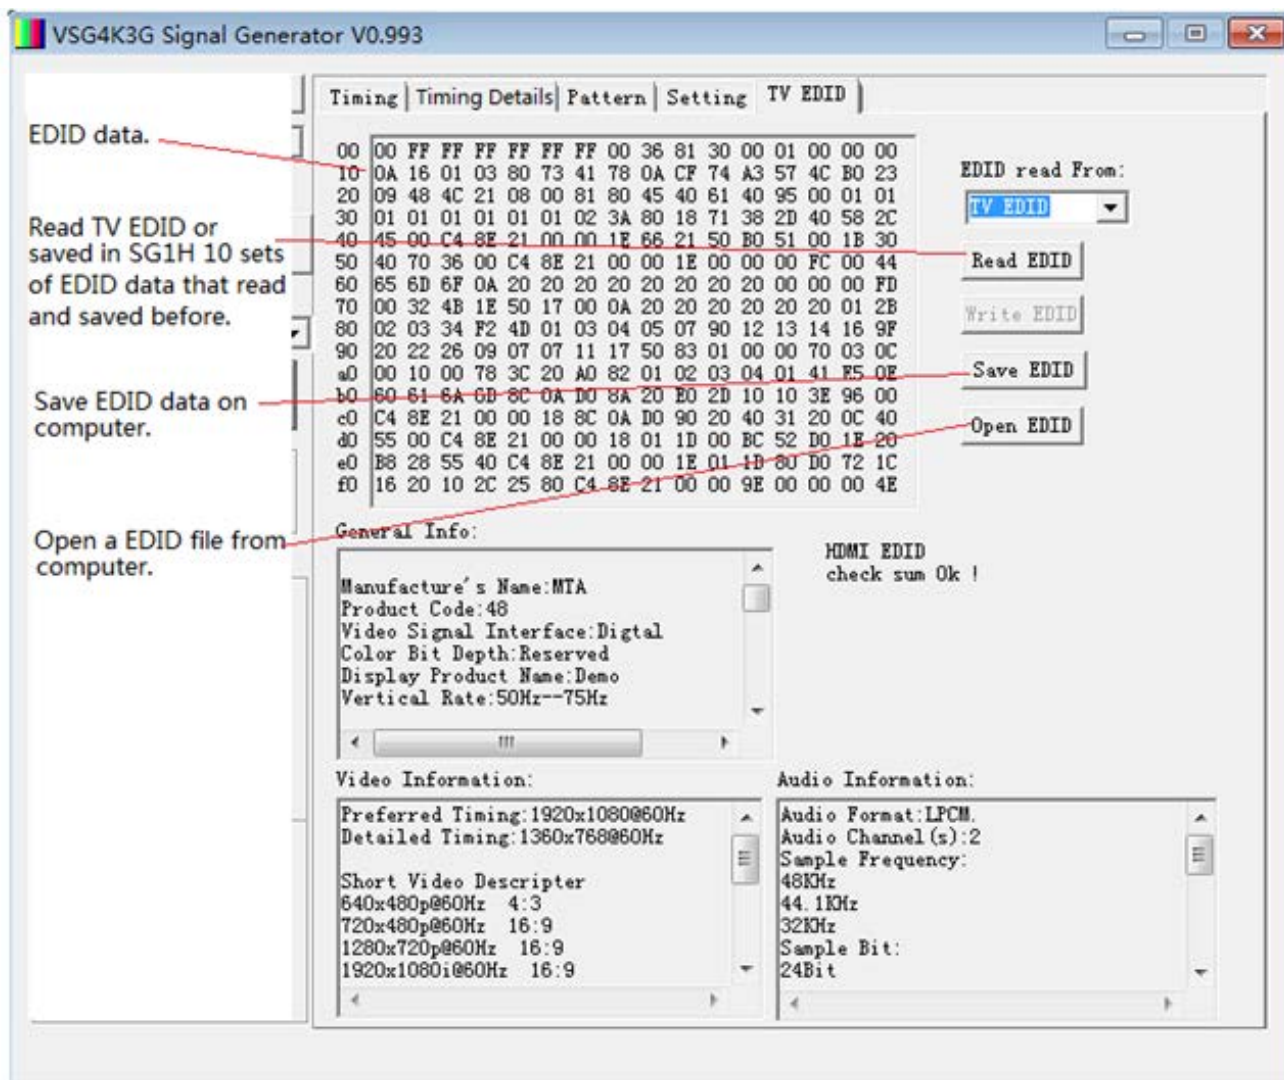 VSG4K3G Signal Generator V0.993
Timing Timing Details Pattern Setting TV EDID
EDID data.
Read TV EDID or
saved in SG1H 10 sets
of EDID data that read
and saved before.
Save EDID data on
computer.
Open a EDID file from
computer.
00 00 FF FF FF FF FF FF 00 36 81 30 00 01 00 00 00
10 0A 16 01 03 80 73 41 78 0A CF 74 A3 57 4C B0 23
20 09 48 4C 21 08 00 81 80 45 40 61 40 95 00 01 01
30 01 01 01 01 01 01 02 3A 80 18 71 38 2D 40 58 2C
40 45 00 C4 8E 21 00 00 1E 66 21 50 B0 51 00 1B 30
50 40 70 36 00 C4 8E 21 00 00 1E 00 00 00 FC 00 44
60 65 6D 6F 0A 20 20 20 20 20 20 20 20 00 00 00 FD
70 00 32 4B 1E 50 17 00 0A 20 20 20 20 20 20 01 2B
80 02 03 34 F2 4D 01 03 04 05 07 90 12 13 14 16 9F
90 20 22 26 09 07 07 11 17 50 83 01 00 00 70 03 0C
a0 00 10 00 78 3C 20 A0 82 01 02 03 04 01 41 E5 0E
b0 60 61 6A 6D 8C 0A D0 8A 20 E0 2D 10 10 3E 96 00
c0 C4 8E 21 00 00 18 8C 0A D0 90 20 40 31 20 0C 40
d0 55 00 C4 8E 21 00 00 18 01 1D 00 BC 52 D0 1E 20
e0 B8 28 55 40 C4 8E 21 00 00 1E 01 1D 80 D0 72 1C
f0 16 20 10 2C 25 80 C4 8E 21 00 00 9E 00 00 00 4E
EDID read From:
TV EDID
Read EDID
Write EDID
Save EDID
Open EDID
General Info:
Manufacture's Name:MTA
Product Code:48
Video Signal Interface:Digtal
Color Bit Depth:Reserved
Display Product Name:Demo
Vertical Rate:50Hz--75Hz
HDMI EDID
check sum Ok !
Video Information:
Preferred Timing:1920x1080@60Hz
Detailed Timing:1360x768@60Hz
Short Video Descripter
640x480p@60Hz 4:3
720x480p@60Hz 16:9
1280x720p@60Hz 16:9
1920x1080i@60Hz 16:9
Audio Information:
Audio Format:LPCM.
Audio Channel(s):2
Sample Frequency:
48KHz
44.1KHz
32KHz
Sample Bit:
24Bit